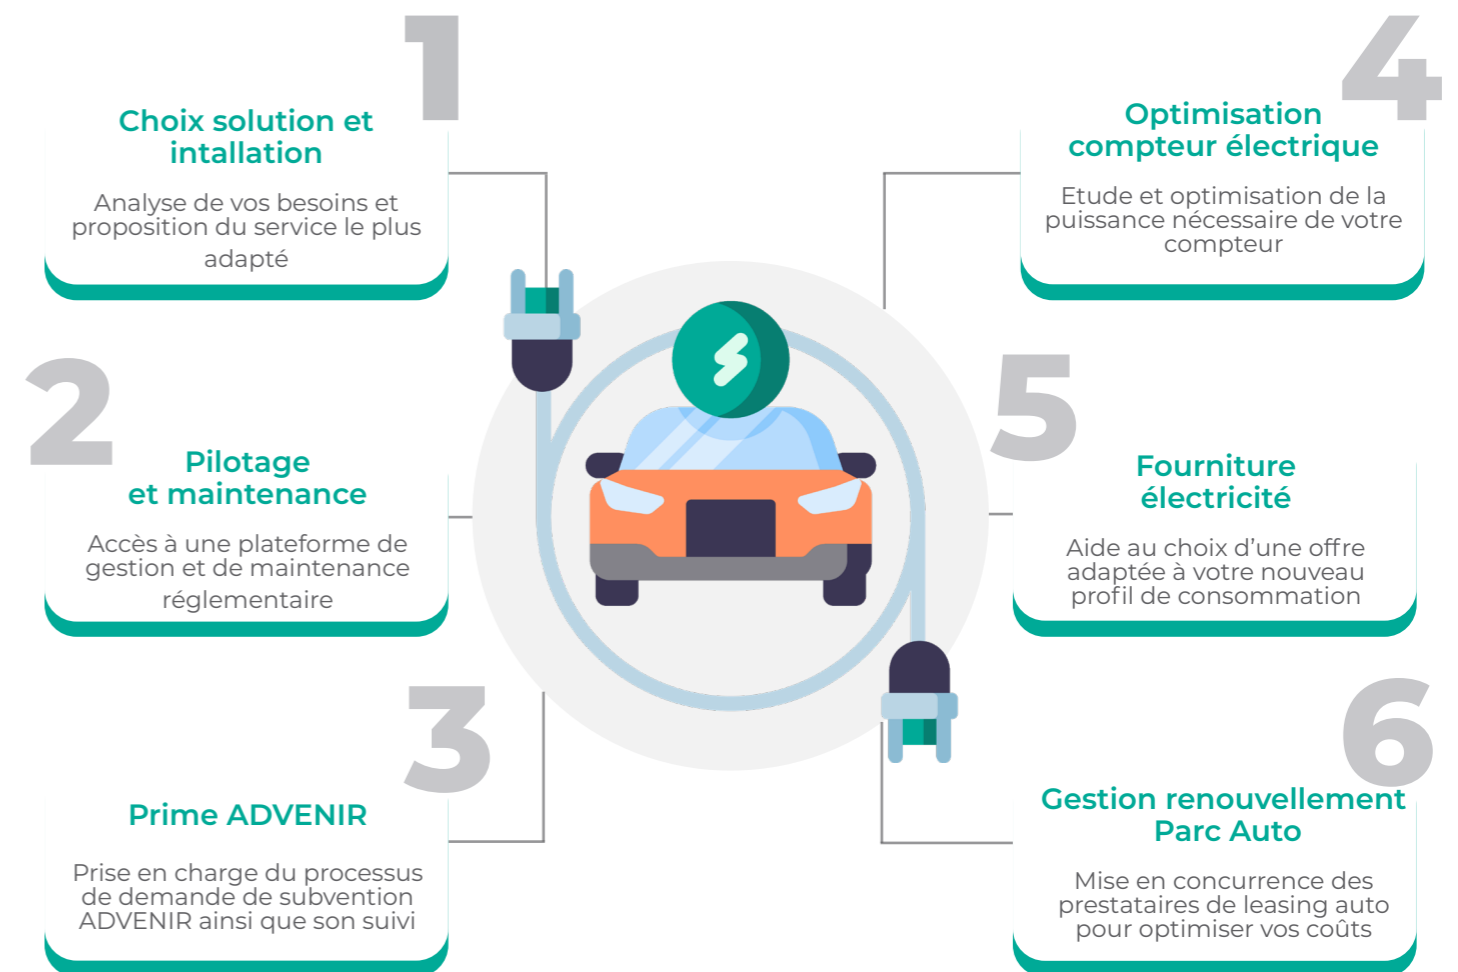 1
Choix solution et
intallation
Analyse de vos besoins et
proposition du service le plus
adapté
2
Pilotage
et maintenance
Accès à une plateforme de
gestion et de maintenance
réglementaire
3
Prime ADVENIR
Prise en charge du processus
de demande de subvention
ADVENIR ainsi que son suivi
4
Optimisation
compteur électrique
Etude et optimisation de la
puissance nécessaire de votre
compteur
5
Fourniture
électricité
Aide au choix d’une offre
adaptée à votre nouveau
profil de consommation
6
Gestion renouvellement
Parc Auto
Mise en concurrence des
prestataires de leasing auto
pour optimiser vos coûts